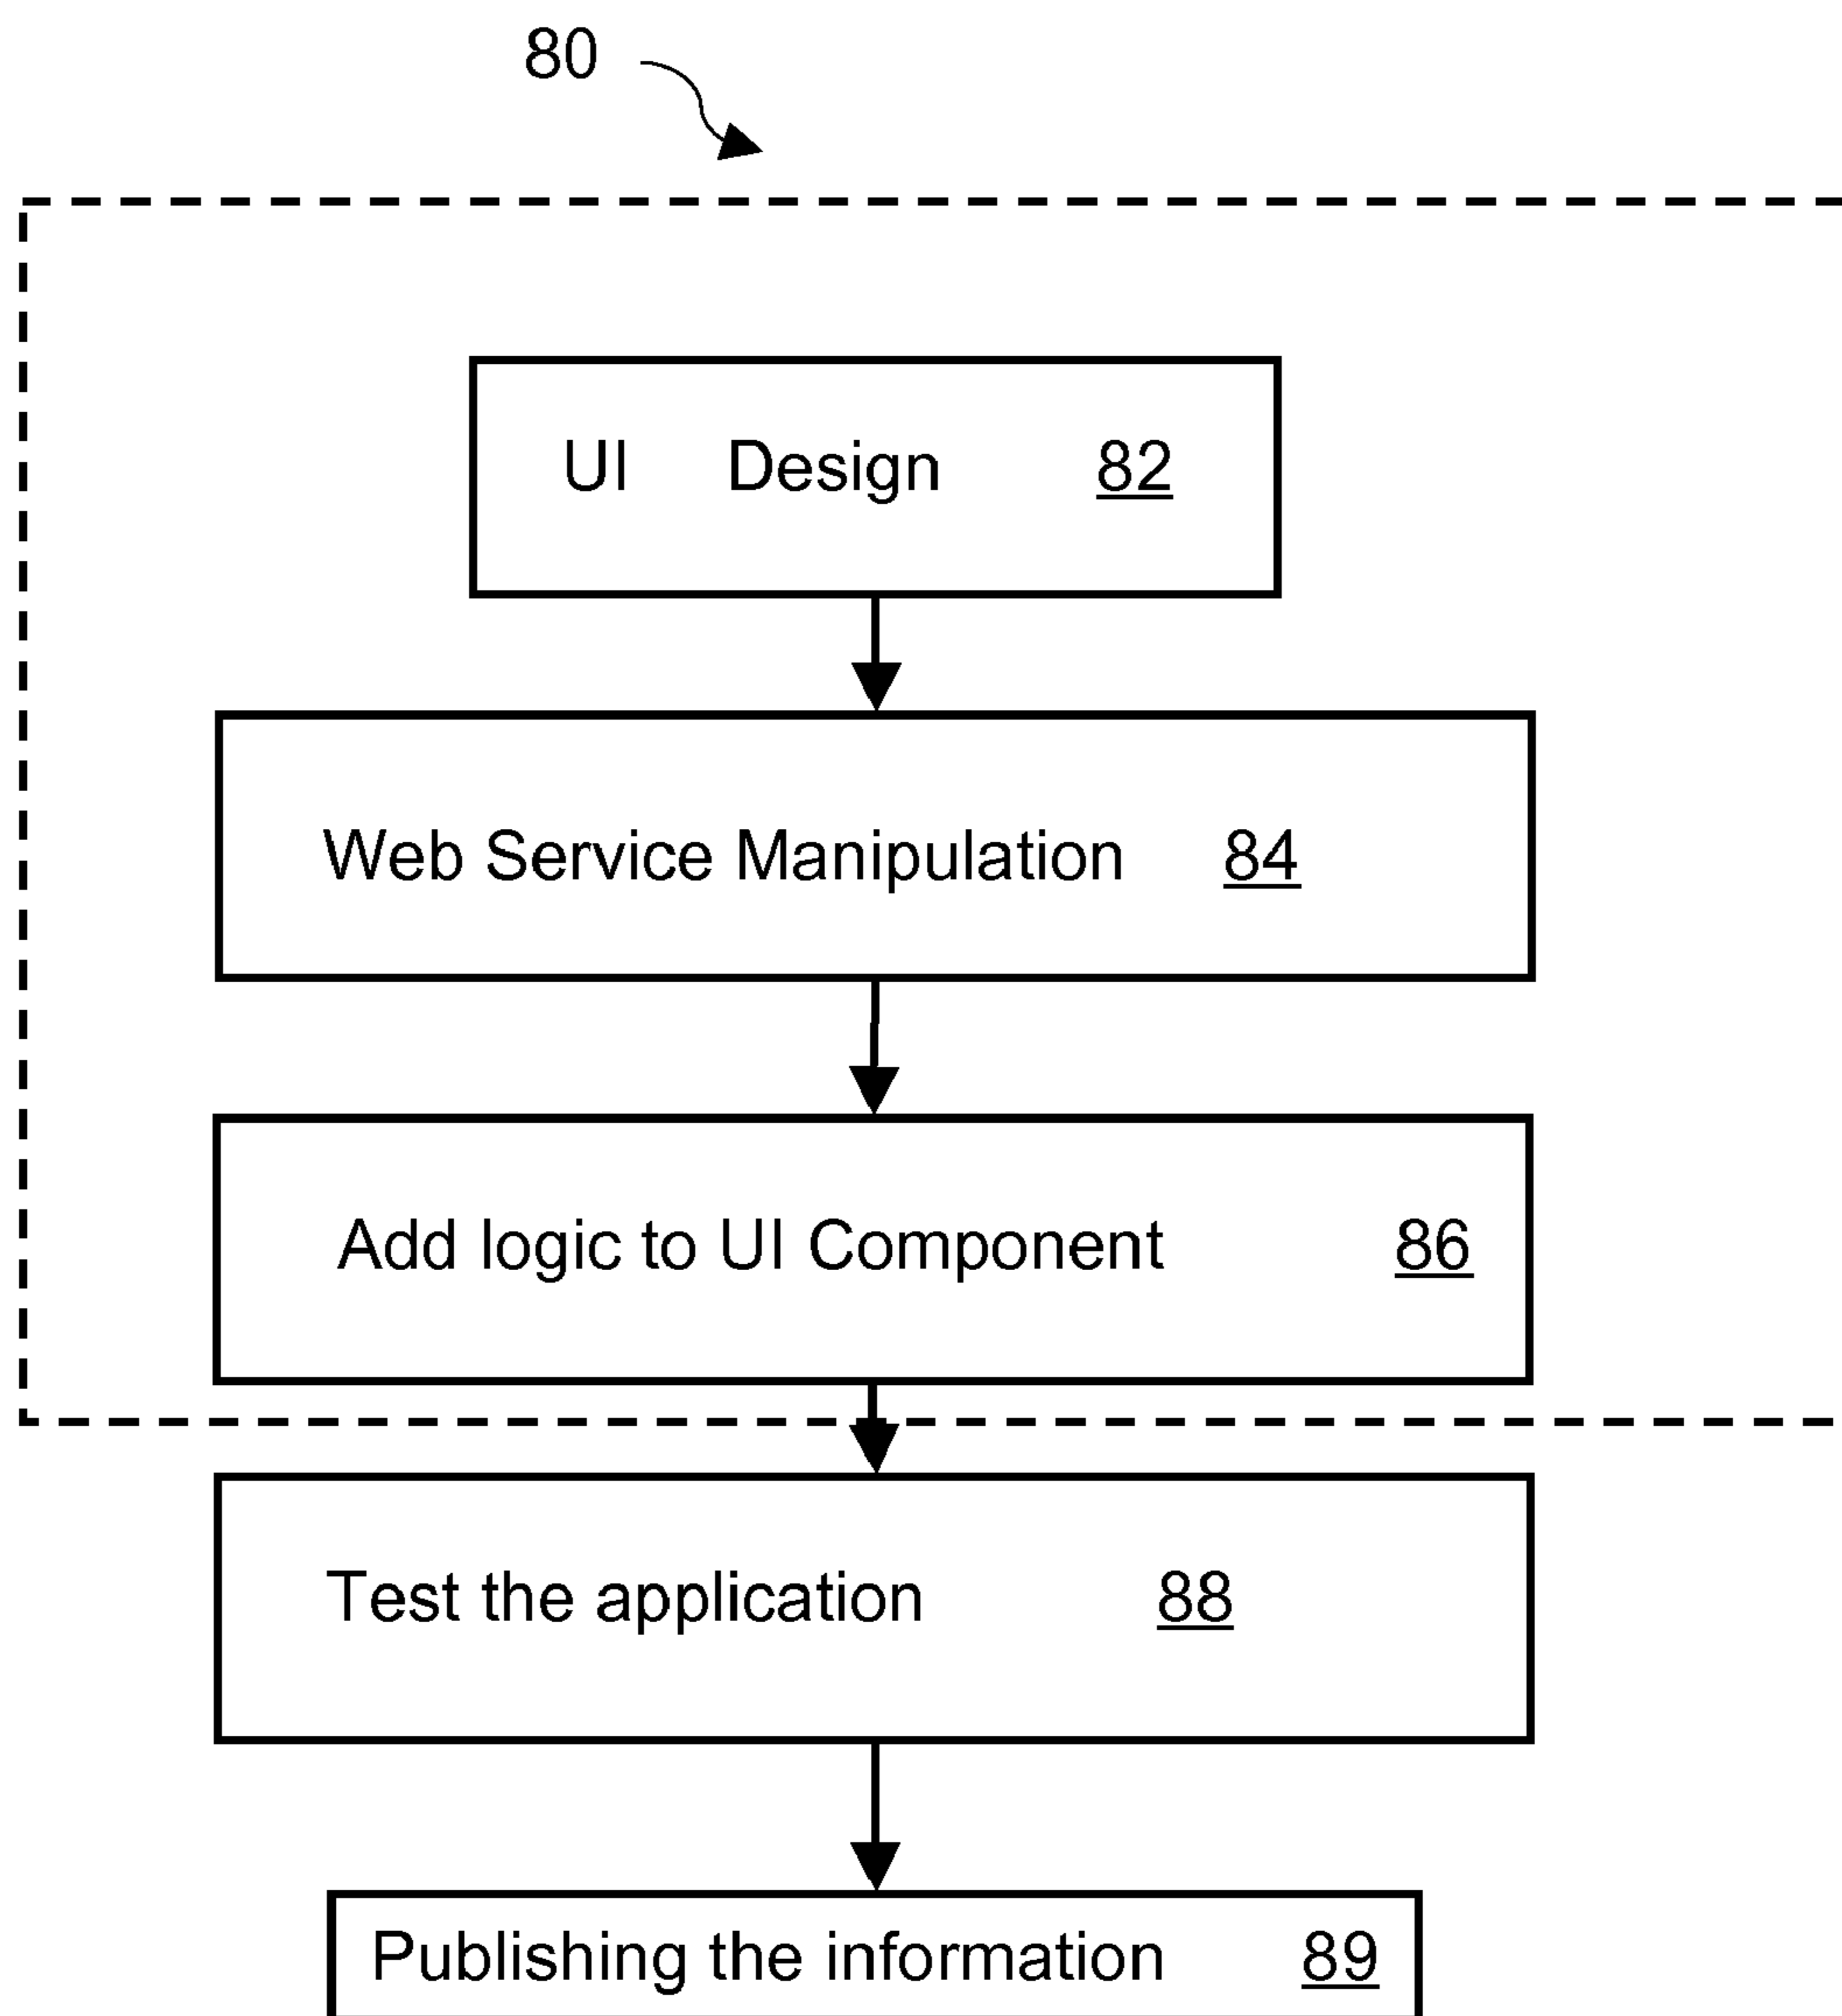 80
UI Design 82
Web Service Manipulation 84
Add logic to UI Component 86
Test the application 88
Publishing the information 89